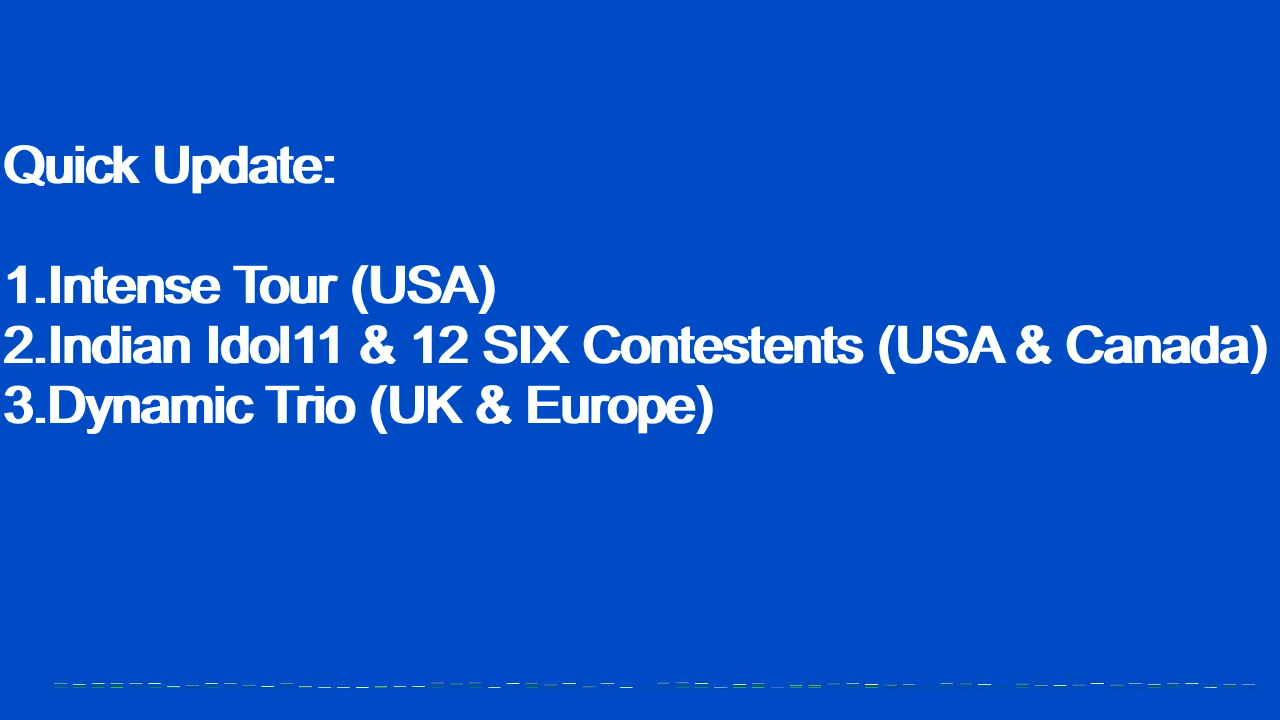 Quick Update:
1.Intense Tour (USA)
2.Indian Idol11 & 12 SIX Contestents (USA & Canada)
3.Dynamic Trio (UK & Europe)